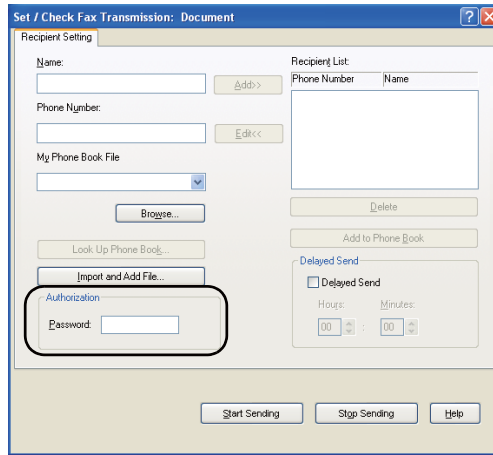 Set / Check Fax Transmission: Document
Recipient Setting
Name:
Add>>
Phone Number:
Edit<<
My Phone Book File
Browse...
Look Up Phone Book...
Import and Add File...
Authorization
Password:
Recipient List:
Phone Number Name
Delete
Add to Phone Book
Delayed Send
Delayed Send
Hours: Minutes:
00 : 00
Start Sending Stop Sending Help